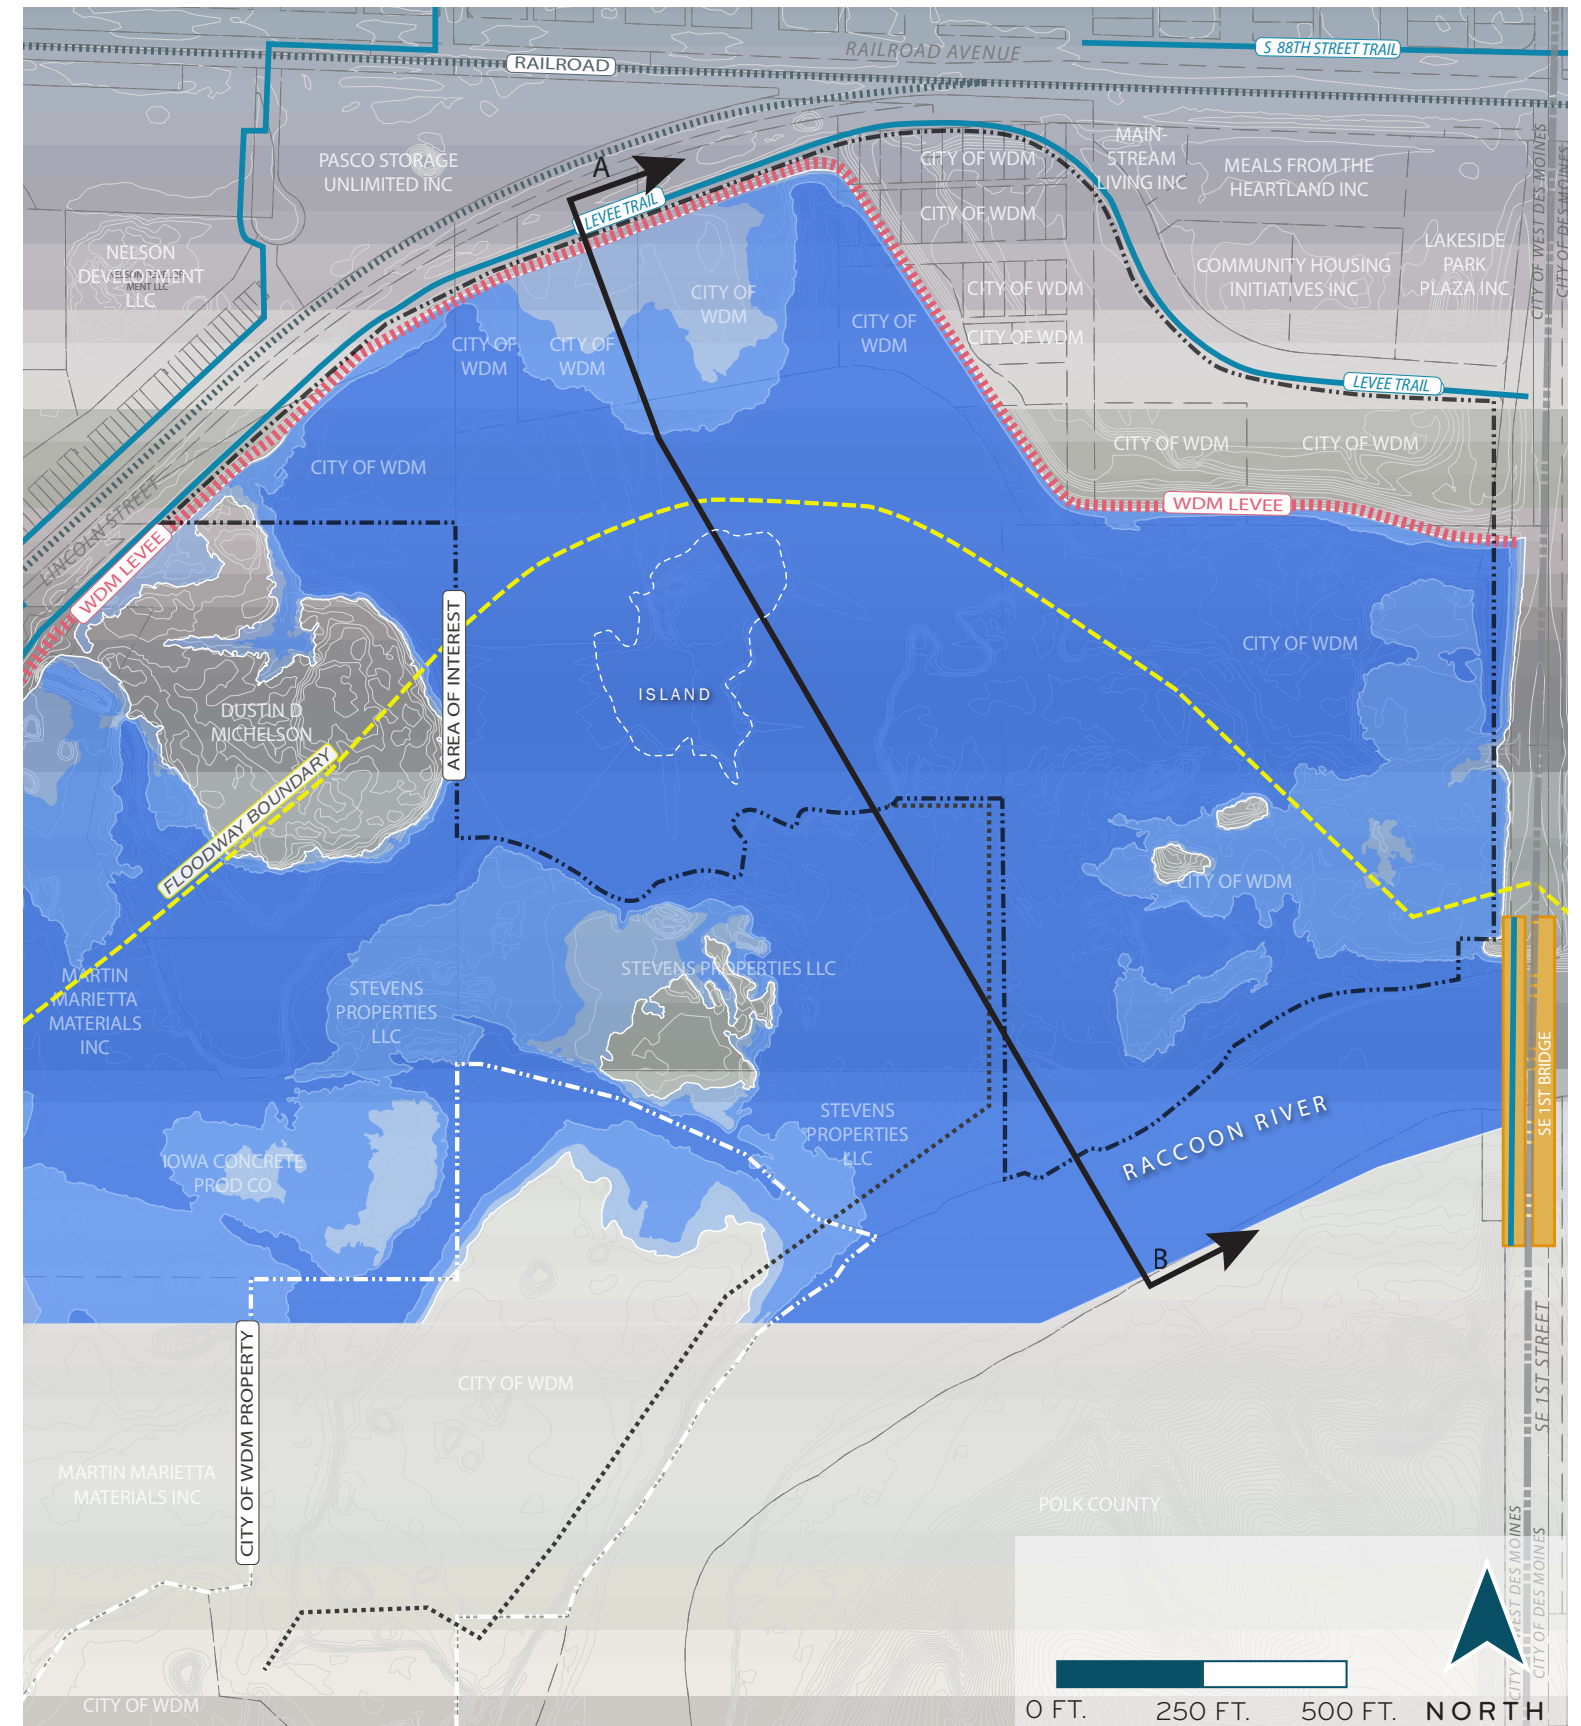 RAILROAD AVENUE
S 88TH STREET TRAIL
RAILROAD
PASCO STORAGE
UNLIMITED INC
A
LEVEE TRAIL
CITY OF WDM
MAIN-
STREAM
LIVING INC
MEALS FROM THE
HEARTLAND INC
CITY OF WEST DES MOINES
CITY OF DES MOINES
CITY OF WDM
NELSON
DEVELOPMENT
LLC
MENT LLC
COMMUNITY HOUSING
INITIATIVES INC
LAKESIDE
PARK
PLAZA INC
CITY OF
WDM
CITY OF WDM
CITY OF
WDM
CITY OF
WDM
CITY OF
WDM
CITY OF WDM
LEVEE TRAIL
CITY OF WDM
CITY OF WDM
CITY OF WDM
WDM LEVEE
LINCOLN STREET
WDM LEVEE
AREA OF INTEREST
CITY OF WDM
ISLAND
DUSTIN D
MICHELSON
FLOODWAY BOUNDARY
CITY OF WDM
MARTIN
MARIETTA
MATERIALS
INC
STEVENS
PROPERTIES
LLC
STEVENS PROPERTIES LLC
SE 1ST BRIDGE
STEVENS
PROPERTIES
LLC
RACCOON RIVER
IOWA CONCRETE
PROD CO
B
CITY OF WDM PROPERTY
CITY OF WDM
SE 1ST STREET
MARTIN MARIETTA
MATERIALS INC
POLK COUNTY
CITY OF WEST DES MOINES
CITY OF DES MOINES
CITY OF WDM
0 FT.
250 FT.
500 FT.
NORTH